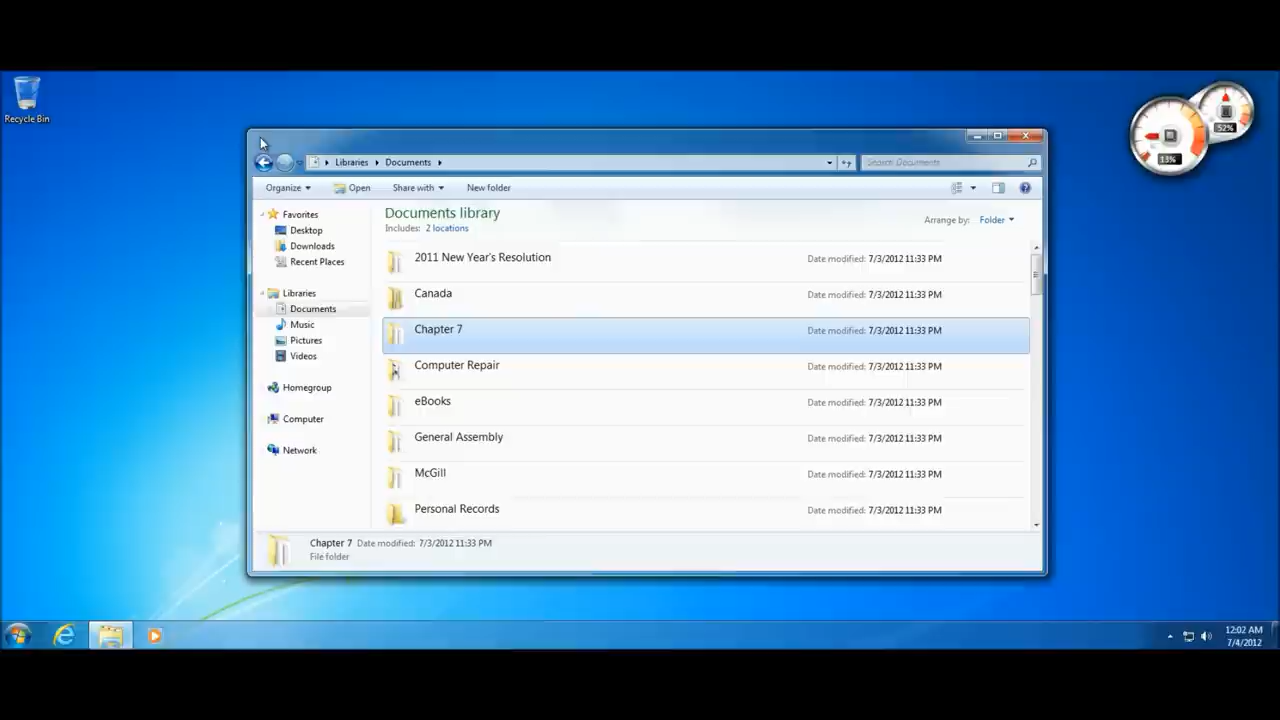 Recycle Bin
52%
13%
Libraries Documents
Search Documents
Organize Open Share with New folder
Favorites
Desktop
Downloads
Recent Places
Libraries
Documents
Music
Pictures
Videos
Homegroup
Computer
Network
Documents library
Includes: 2 locations
Arrange by: Folder
2011 New Year's Resolution Date modified: 7/3/2012 11:33 PM
Canada Date modified: 7/3/2012 11:33 PM
Chapter 7 Date modified: 7/3/2012 11:33 PM
Computer Repair Date modified: 7/3/2012 11:33 PM
eBooks Date modified: 7/3/2012 11:33 PM
General Assembly Date modified: 7/3/2012 11:33 PM
McGill Date modified: 7/3/2012 11:33 PM
Personal Records Date modified: 7/3/2012 11:33 PM
Chapter 7 Date modified: 7/3/2012 11:33 PM
File folder
12:02 AM
7/4/2012